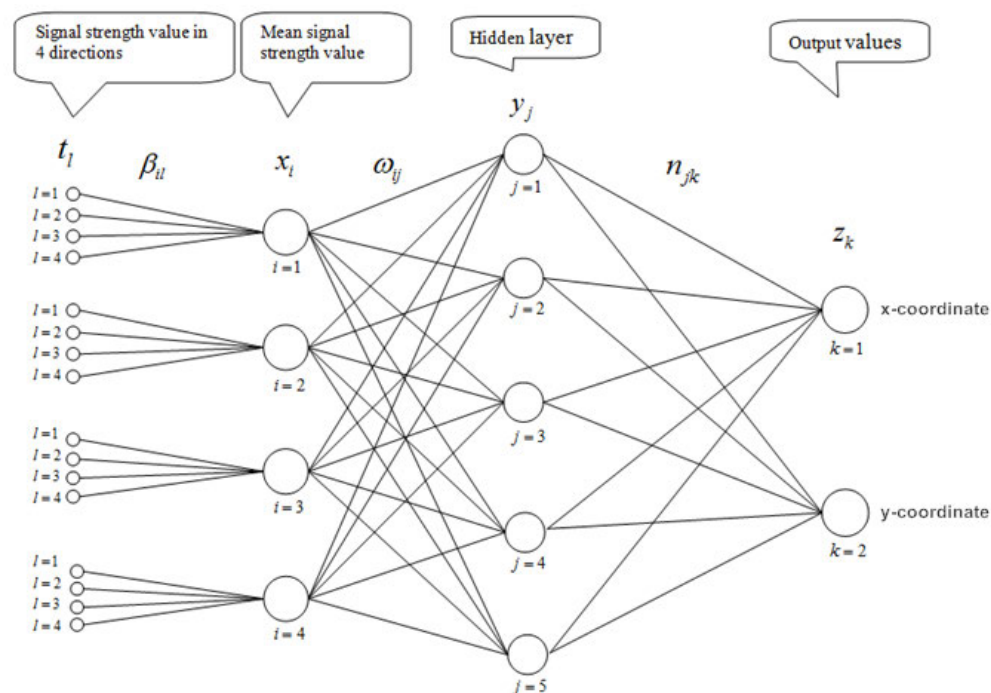 Signal strength value in
4 directions
Mean signal
strength value
Hidden layer
Output values
t_l
β_il
x_i
ω_ij
y_j
n_jk
z_k
l=1
l=2
l=3
l=4
i=1
l=1
l=2
l=3
l=4
i=2
l=1
l=2
l=3
l=4
i=3
l=1
l=2
l=3
l=4
i=4
j=1
j=2
j=3
j=4
j=5
x-coordinate
k=1
y-coordinate
k=2